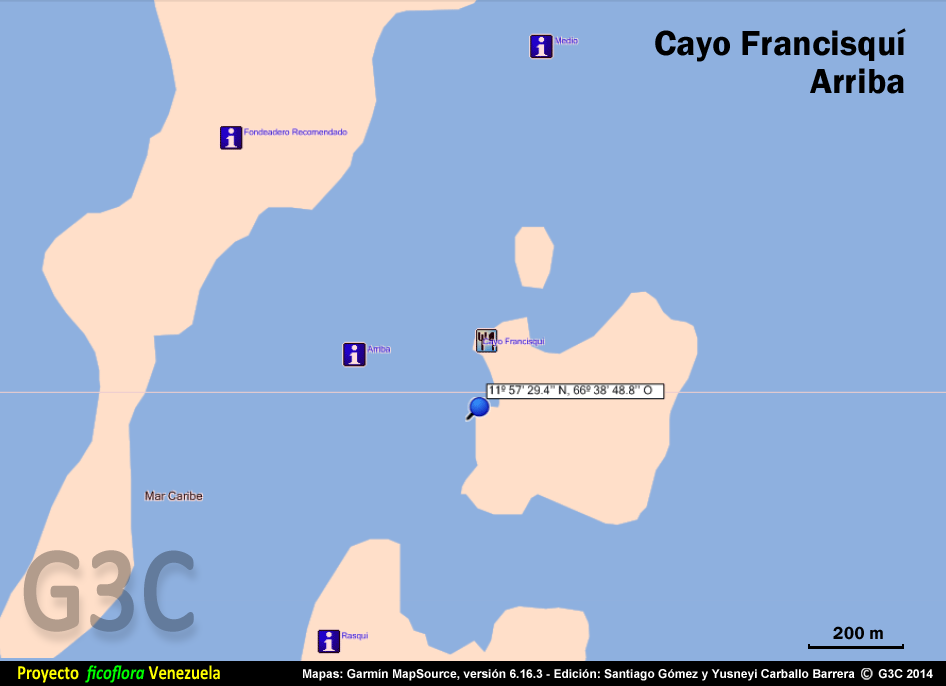 Cayo Francisquí
Arriba
Medio
Fondeadero Recomendado
Cayo Francisqui
Arriba
11º 57' 29.4" N, 66º 38' 48.8" O
Mar Caribe
G3C
Rasqui
200 m
Proyecto ficoflora Venezuela
Mapas: Garmin MapSource, versión 6.16.3 - Edición: Santiago Gómez y Yusneyi Carballo Barrera © G3C 2014